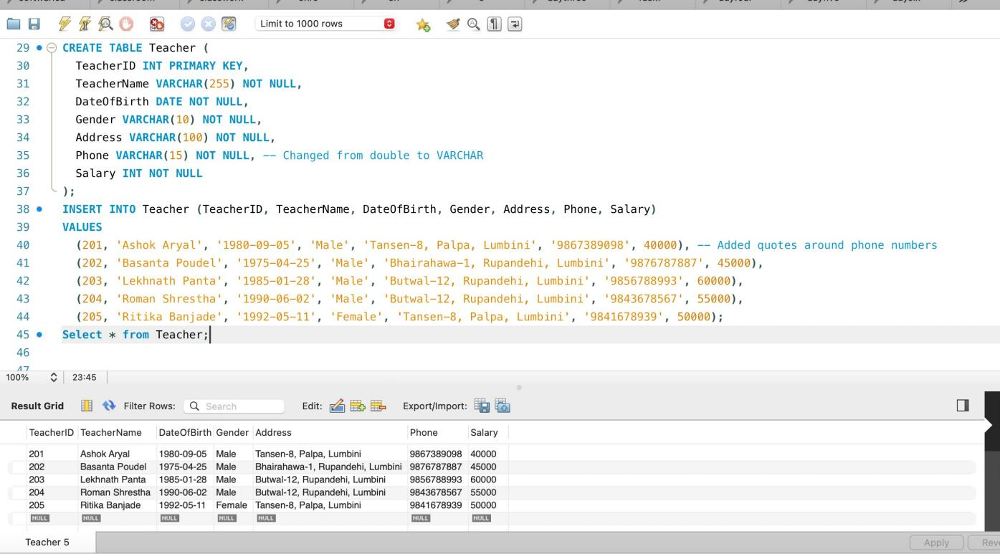 Limit to 1000 rows
29 CREATE TABLE Teacher (
30 TeacherID INT PRIMARY KEY,
31 TeacherName VARCHAR(255) NOT NULL,
32 DateOfBirth DATE NOT NULL,
33 Gender VARCHAR(10) NOT NULL,
34 Address VARCHAR(100) NOT NULL,
35 Phone VARCHAR(15) NOT NULL, -- Changed from double to VARCHAR
36 Salary INT NOT NULL
37 );
38 INSERT INTO Teacher (TeacherID, TeacherName, DateOfBirth, Gender, Address, Phone, Salary)
39 VALUES
40 (201, 'Ashok Aryal', '1980-09-05', 'Male', 'Tansen-8, Palpa, Lumbini', '9867389098', 40000), -- Added quotes around phone numbers
41 (202, 'Basanta Poudel', '1975-04-25', 'Male', 'Bhairahawa-1, Rupandehi, Lumbini', '9876787887', 45000),
42 (203, 'Lekhnath Panta', '1985-01-28', 'Male', 'Butwal-12, Rupandehi, Lumbini', '9856788993', 60000),
43 (204, 'Roman Shrestha', '1990-06-02', 'Male', 'Butwal-12, Rupandehi, Lumbini', '9843678567', 55000),
44 (205, 'Ritika Banjade', '1992-05-11', 'Female', 'Tansen-8, Palpa, Lumbini', '9841678939', 50000);
45 Select * from Teacher;
46
47
100% 23:45
Result Grid Filter Rows: Search Edit: Export/Import:
TeacherID TeacherName DateOfBirth Gender Address Phone Salary
201 Ashok Aryal 1980-09-05 Male Tansen-8, Palpa, Lumbini 9867389098 40000
202 Basanta Poudel 1975-04-25 Male Bhairahawa-1, Rupandehi, Lumbini 9876787887 45000
203 Lekhnath Panta 1985-01-28 Male Butwal-12, Rupandehi, Lumbini 9856788993 60000
204 Roman Shrestha 1990-06-02 Male Butwal-12, Rupandehi, Lumbini 9843678567 55000
205 Ritika Banjade 1992-05-11 Female Tansen-8, Palpa, Lumbini 9841678939 50000
NULL NULL NULL NULL NULL NULL NULL
Teacher 5 Apply